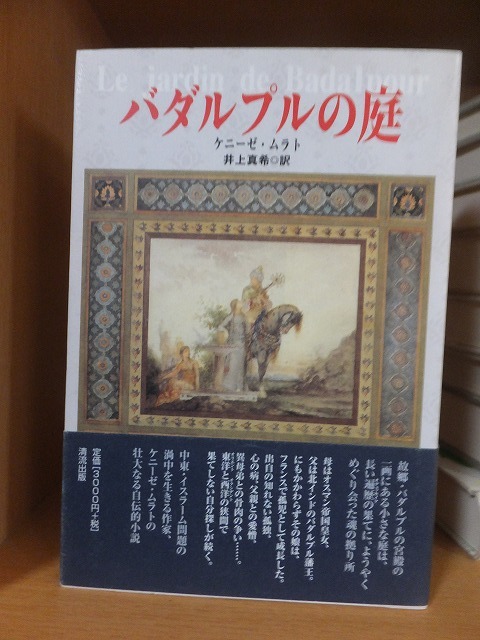 Le jardin de Badalpour
バダルプルの庭
ケニーゼ・ムラト
井上真希◎訳
故郷バダルプルの宮殿の
一画にある小さな庭は、
長い遍歴の果てに、ようやく
めぐり会った魂の拠り所
母はオスマン帝国皇女、
父は北インドのバダルプル藩王。
にもかかわらずその娘は、
フランスで孤児として成長した。
出自の知れない孤独、
心の病、父親との愛憎、
異母弟との骨肉の争い……。
東洋と西洋の狭間で
果てしない自分探しが続く。
中東・イスラーム問題の
渦中を生きる作家、
ケニーゼ・ムラトの
壮大なる自伝的小説
定価[3000円+税]
清流出版